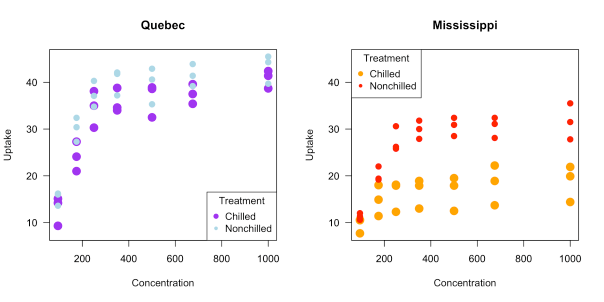 Quebec
Uptake
40
30
20
10
200
400
600
800
1000
Concentration
Treatment
Chilled
Nonchilled
Mississippi
Uptake
40
30
20
10
200
400
600
800
1000
Concentration
Treatment
Chilled
Nonchilled